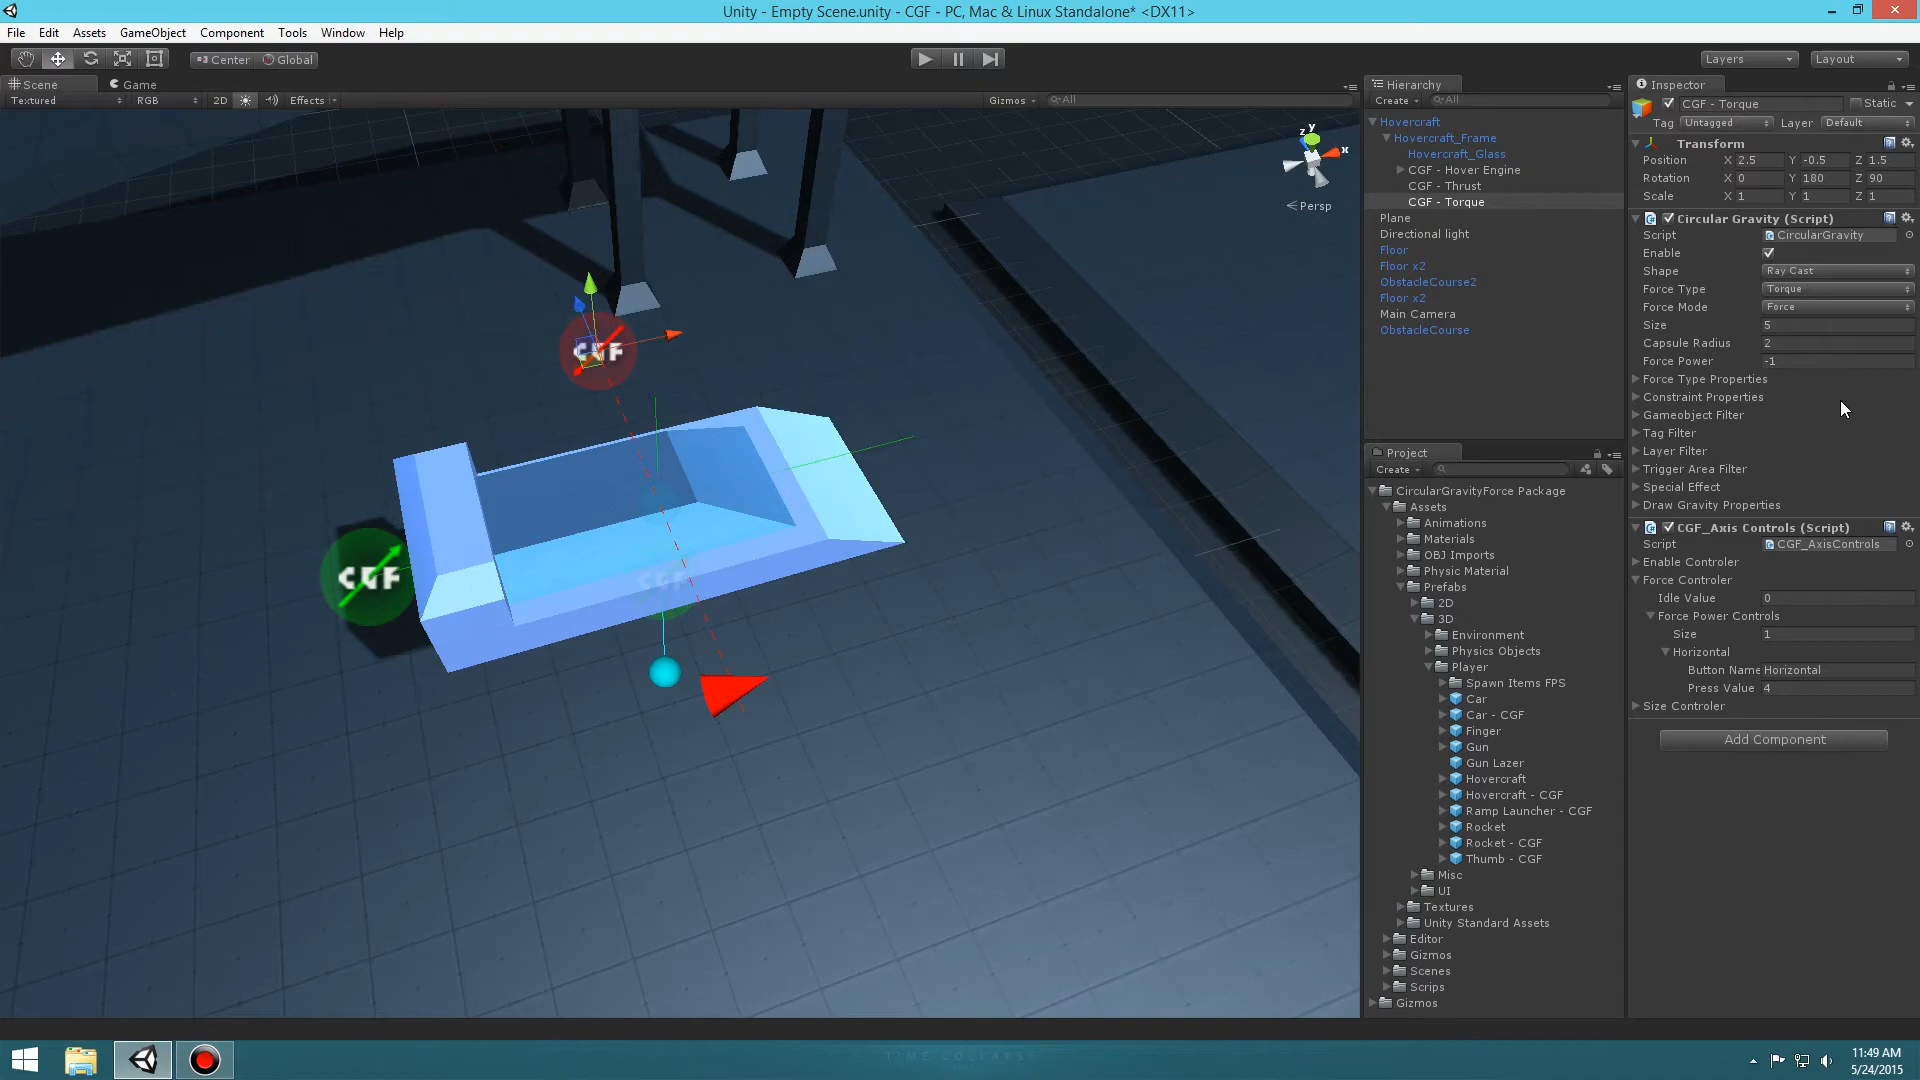 Unity - Empty Scene.unity - CGF - PC, Mac & Linux Standalone* <DX11>
File Edit Assets GameObject Component Tools Window Help
Center Global Layers Layout
Scene Game
Textured RGB 2D Effects Gizmos All
y
z
x
Persp
CGF
CGF
CGF
Hierarchy
Create All
Hovercraft
Hovercraft_Frame
Hovercraft_Glass
CGF - Hover Engine
CGF - Thrust
CGF - Torque
Plane
Directional light
Floor
Floor x2
ObstacleCourse2
Floor x2
Main Camera
ObstacleCourse
Project
Create
CircularGravityForce Package
Assets
Animations
Materials
OBJ Imports
Physic Material
Prefabs
2D
3D
Environment
Physics Objects
Player
Spawn Items FPS
Car
Car - CGF
Finger
Gun
Gun Lazer
Hovercraft
Hovercraft - CGF
Ramp Launcher - CGF
Rocket
Rocket - CGF
Thumb - CGF
Misc
UI
Textures
Unity Standard Assets
Editor
Gizmos
Scenes
Scrips
Gizmos
Inspector
CGF - Torque Static
Tag Untagged Layer Default
Transform
Position X 2.5 Y -0.5 Z 1.5
Rotation X 0 Y 180 Z 90
Scale X 1 Y 1 Z 1
Circular Gravity (Script)
Script CircularGravity
Enable
Shape Ray Cast
Force Type Torque
Force Mode Force
Size 5
Capsule Radius 2
Force Power -1
Force Type Properties
Constraint Properties
Gameobject Filter
Tag Filter
Layer Filter
Trigger Area Filter
Special Effect
Draw Gravity Properties
CGF_Axis Controls (Script)
Script CGF_AxisControls
Enable Controler
Force Controler
Idle Value 0
Force Power Controls
Size 1
Horizontal
Button Name Horizontal
Press Value 4
Size Controler
Add Component
TIME COLLAPSE
11:49 AM
5/24/2015